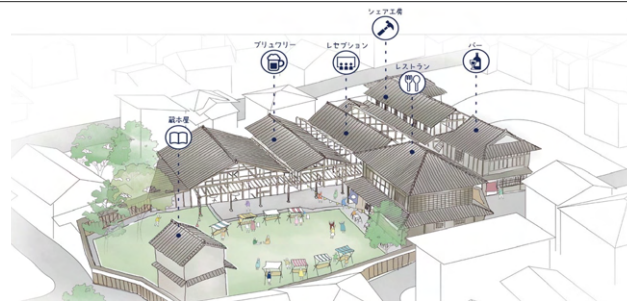 シェア工房
ブリュワリー
レセプション
バー
レストラン
蔵本屋